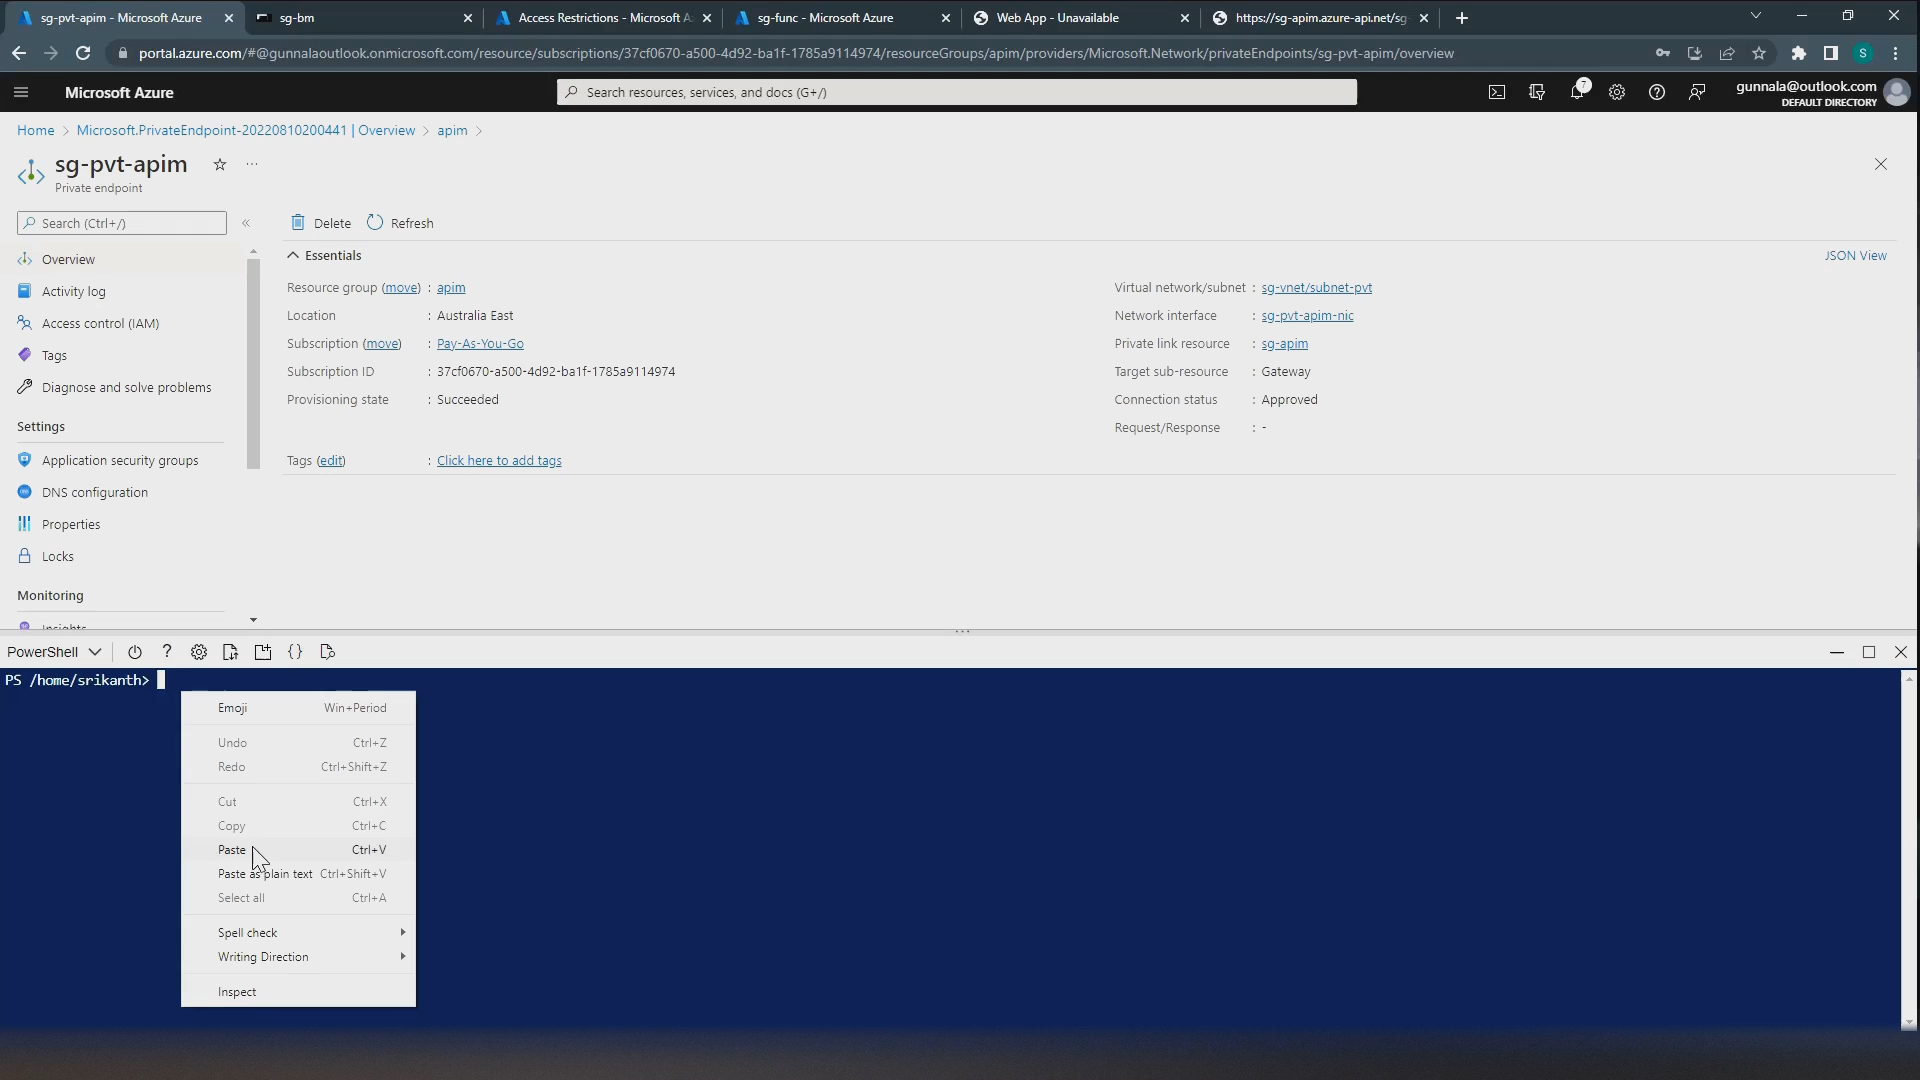 sg-pvt-apim - Microsoft Azure
sg-bm
Access Restrictions - Microsoft A
sg-func - Microsoft Azure
Web App - Unavailable
https://sg-apim.azure-api.net/sg-
portal.azure.com/#@gunnalaoutlook.onmicrosoft.com/resource/subscriptions/37cf0670-a500-4d92-ba1f-1785a9114974/resourceGroups/apim/providers/Microsoft.Network/privateEndpoints/sg-pvt-apim/overview
S
Microsoft Azure
Search resources, services, and docs (G+/)
7
gunnala@outlook.com
DEFAULT DIRECTORY
Home > Microsoft.PrivateEndpoint-20220810200441 | Overview > apim >
sg-pvt-apim
Private endpoint
Search (Ctrl+/)
«
Delete
Refresh
Overview
Activity log
Access control (IAM)
Tags
Diagnose and solve problems
Settings
Application security groups
DNS configuration
Properties
Locks
Monitoring
Insights
Essentials
JSON View
Resource group (move) : apim
Location : Australia East
Subscription (move) : Pay-As-You-Go
Subscription ID : 37cf0670-a500-4d92-ba1f-1785a9114974
Provisioning state : Succeeded
Virtual network/subnet : sg-vnet/subnet-pvt
Network interface : sg-pvt-apim-nic
Private link resource : sg-apim
Target sub-resource : Gateway
Connection status : Approved
Request/Response : -
Tags (edit) : Click here to add tags
PowerShell
PS /home/srikanth>
Emoji Win+Period
Undo Ctrl+Z
Redo Ctrl+Shift+Z
Cut Ctrl+X
Copy Ctrl+C
Paste Ctrl+V
Paste as plain text Ctrl+Shift+V
Select all Ctrl+A
Spell check
Writing Direction
Inspect